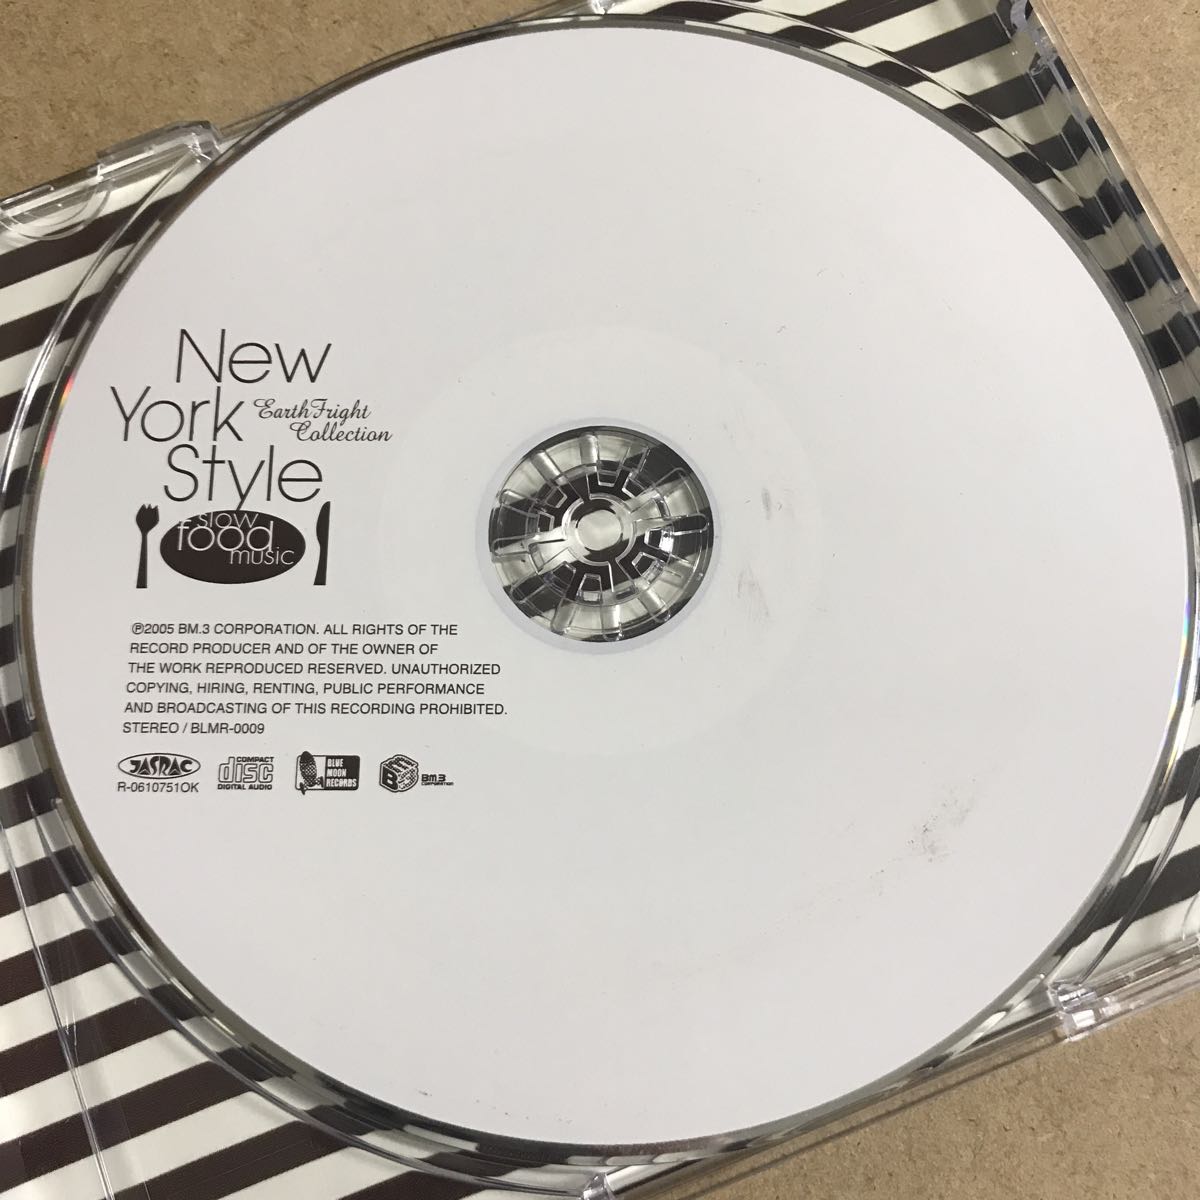 New
York
Style
EarthFright
Collection
slow
food
music
℗2005 BM.3 CORPORATION. ALL RIGHTS OF THE
RECORD PRODUCER AND OF THE OWNER OF
THE WORK REPRODUCED RESERVED. UNAUTHORIZED
COPYING, HIRING, RENTING, PUBLIC PERFORMANCE
AND BROADCASTING OF THIS RECORDING PROHIBITED.
STEREO / BLMR-0009
JASRAC
R-0610751OK
COMPACT
disc
DIGITAL AUDIO
BLUE
MOON
RECORDS
BM.3
CORPORATION